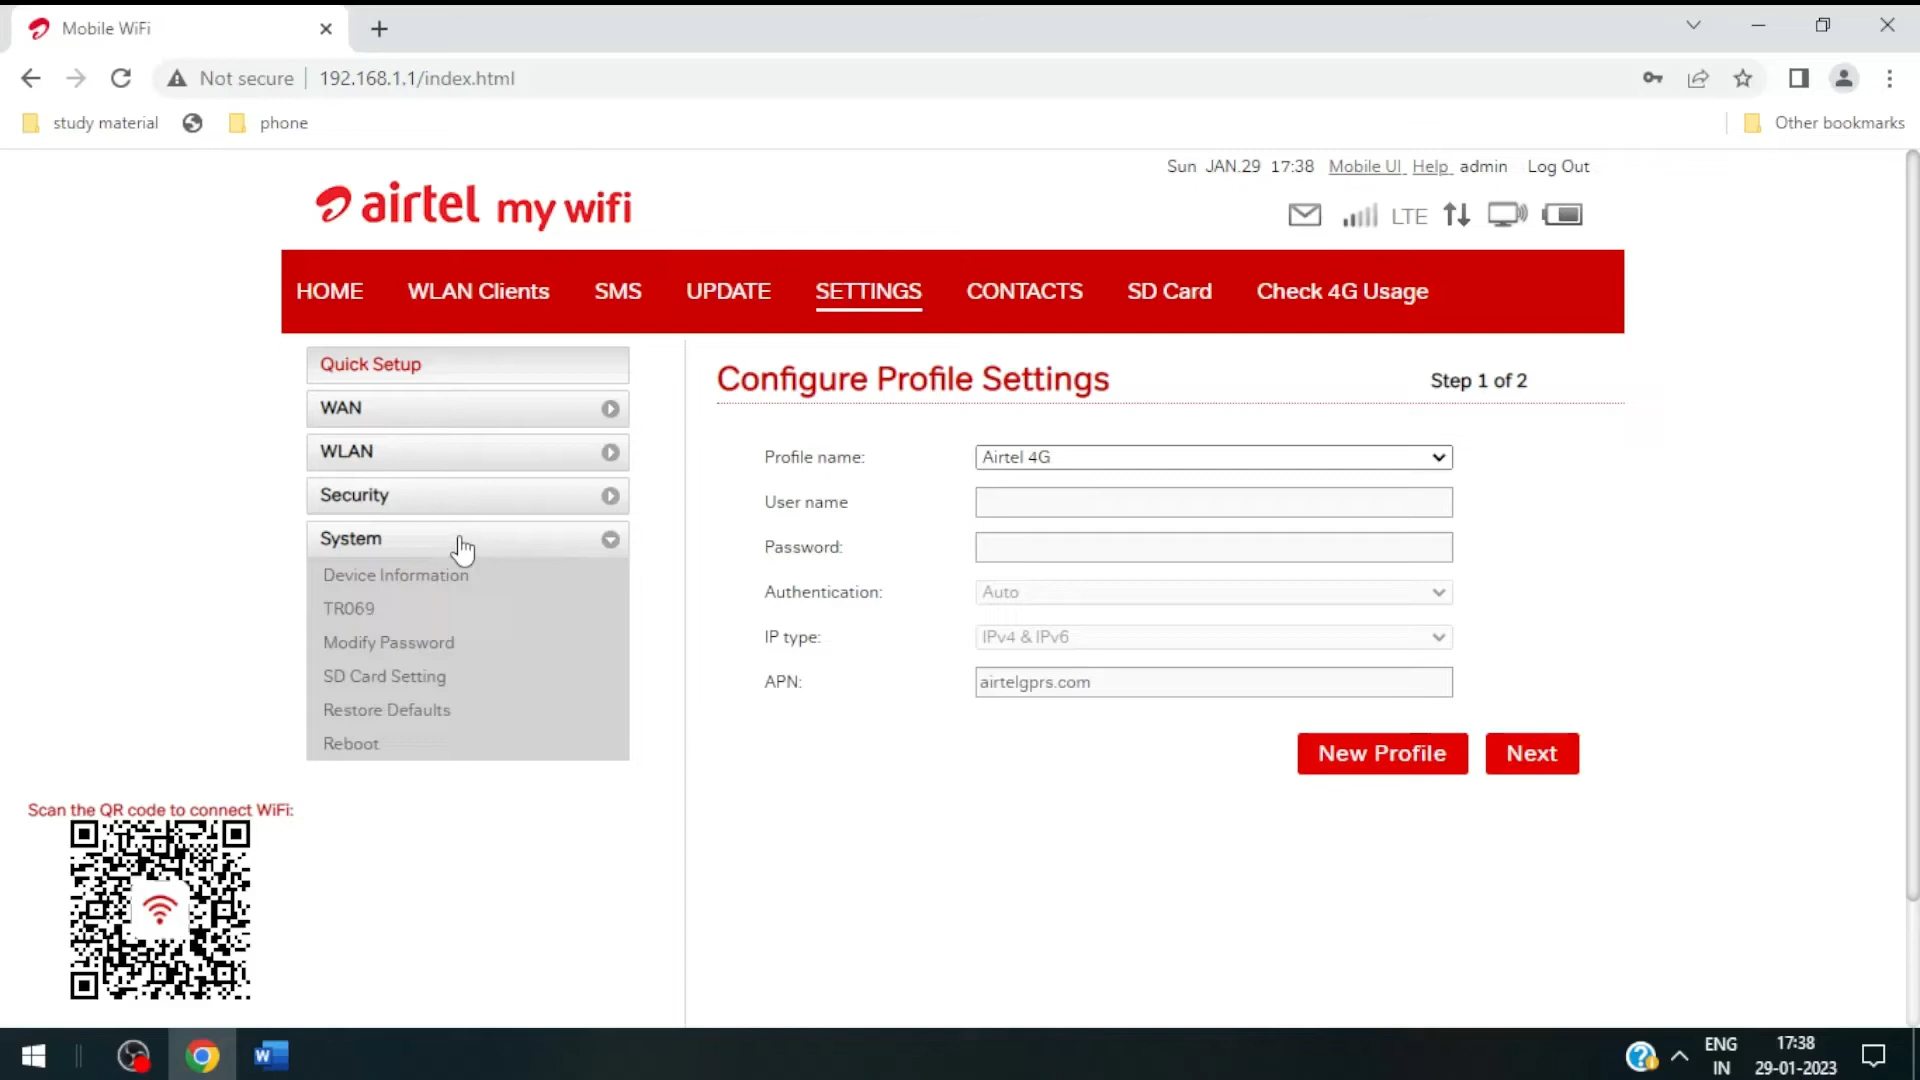 Mobile WiFi
Not secure 192.168.1.1/index.html
study material phone Other bookmarks
Sun JAN.29 17:38 Mobile UI Help admin Log Out
airtel my wifi
LTE
HOME WLAN Clients SMS UPDATE SETTINGS CONTACTS SD Card Check 4G Usage
Quick Setup
WAN
WLAN
Security
System
Device Information
TR069
Modify Password
SD Card Setting
Restore Defaults
Reboot
Configure Profile Settings Step 1 of 2
Profile name: Airtel 4G
User name
Password:
Authentication: Auto
IP type: IPv4 & IPv6
APN: airtelgprs.com
New Profile Next
Scan the QR code to connect WiFi:
W
ENG
IN
17:38
29-01-2023